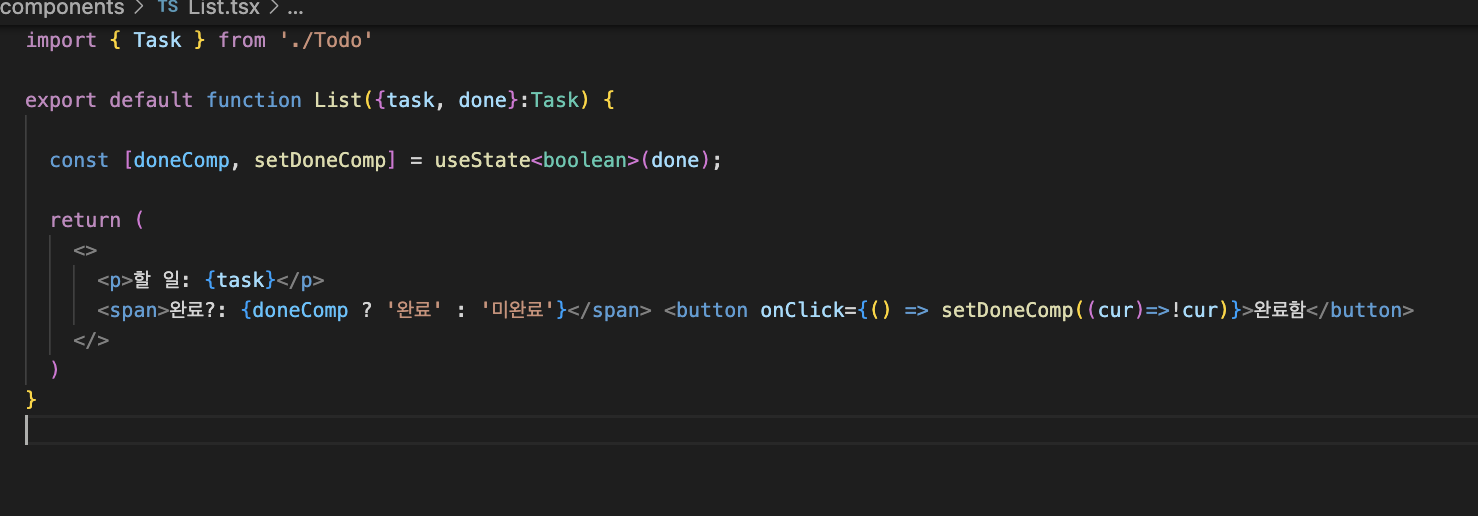 components > TS List.tsx > ...
import { Task } from './Todo'
export default function List({task, done}:Task) {
const [doneComp, setDoneComp] = useState<boolean>(done);
return (
<>
<p>할 일: {task}</p>
<span>완료?: {doneComp ? '완료' : '미완료'}</span> <button onClick={() => setDoneComp((cur)=>!cur)}>완료함</button>
</>
)
}